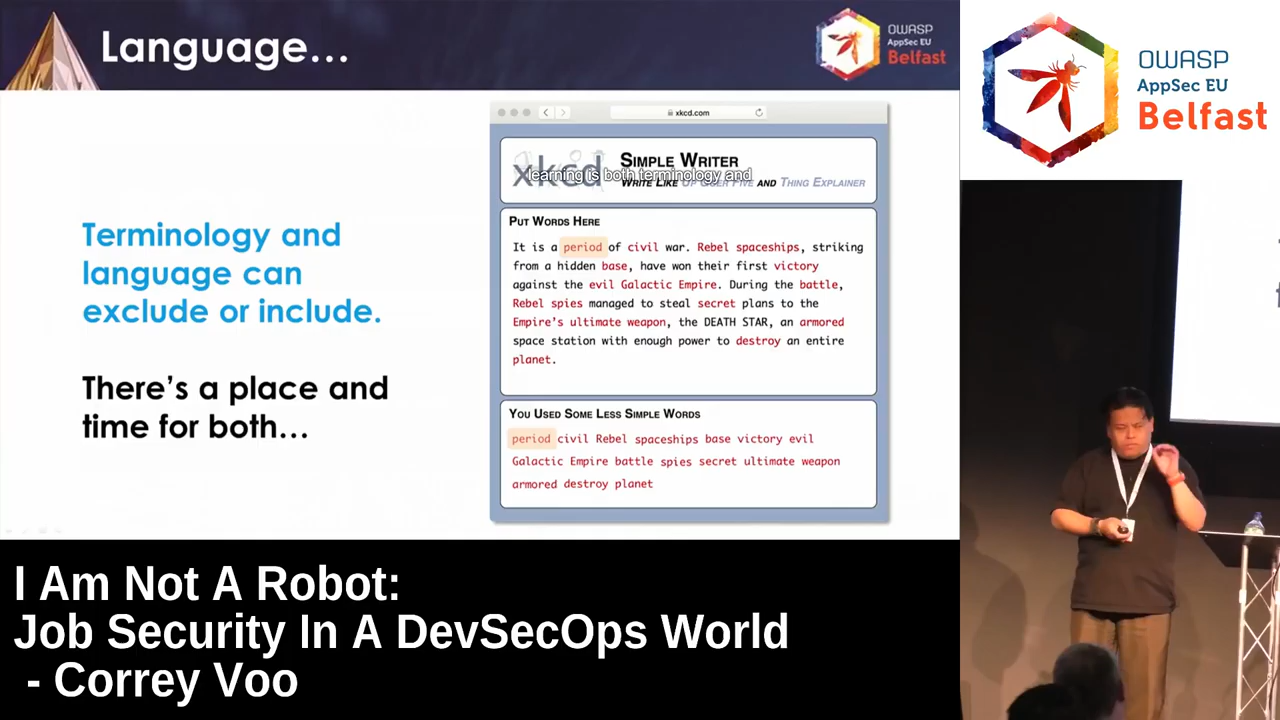 Language...
OWASP
AppSec EU
Belfast
Terminology and
language can
exclude or include.
There's a place and
time for both...
xkcd.com
xkcd
SIMPLE WRITER
WRITE LIKE UP GOER FIVE AND THING EXPLAINER
learning is both terminology and
PUT WORDS HERE
It is a period of civil war. Rebel spaceships, striking
from a hidden base, have won their first victory
against the evil Galactic Empire. During the battle,
Rebel spies managed to steal secret plans to the
Empire's ultimate weapon, the DEATH STAR, an armored
space station with enough power to destroy an entire
planet.
YOU USED SOME LESS SIMPLE WORDS
period civil Rebel spaceships base victory evil
Galactic Empire battle spies secret ultimate weapon
armored destroy planet
OWASP
AppSec EU
Belfast
I Am Not A Robot:
Job Security In A DevSecOps World
- Correy Voo